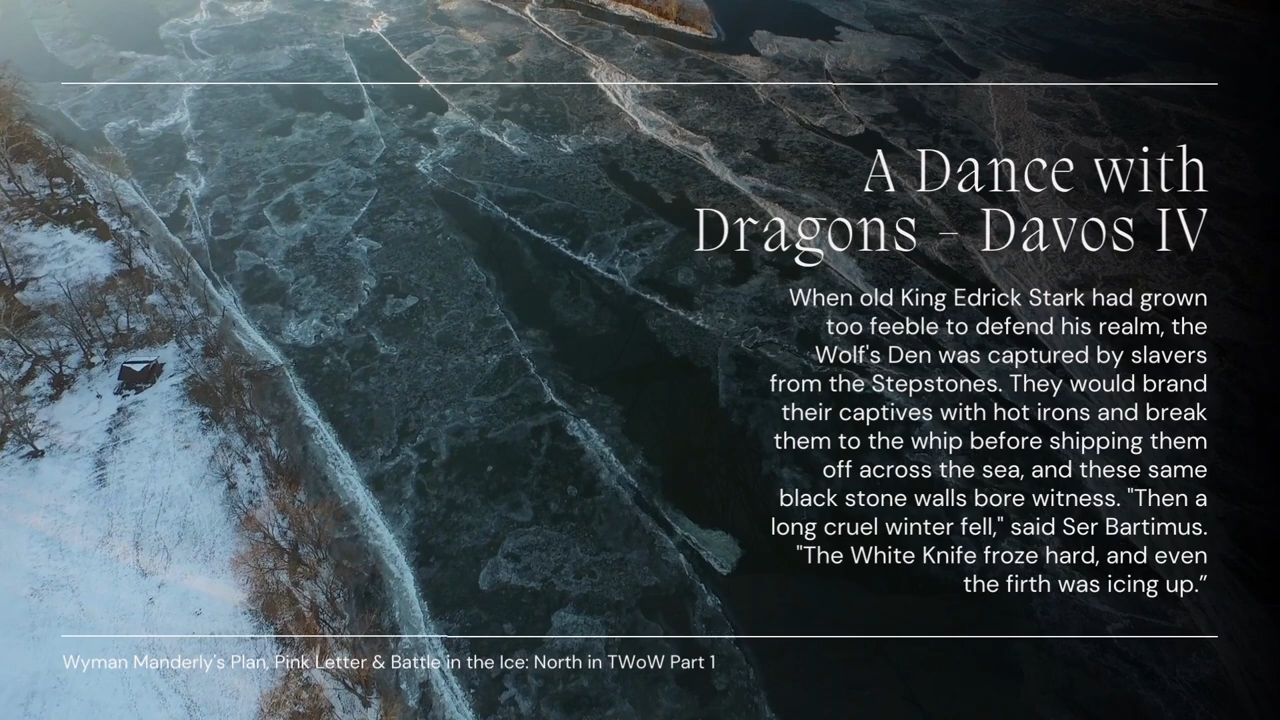 A Dance with
Dragons – Davos IV
When old King Edrick Stark had grown
too feeble to defend his realm, the
Wolf's Den was captured by slavers
from the Stepstones. They would brand
their captives with hot irons and break
them to the whip before shipping them
off across the sea, and these same
black stone walls bore witness. "Then a
long cruel winter fell," said Ser Bartimus.
"The White Knife froze hard, and even
the firth was icing up.”
Wyman Manderly's Plan, Pink Letter & Battle in the Ice: North in TWoW Part 1